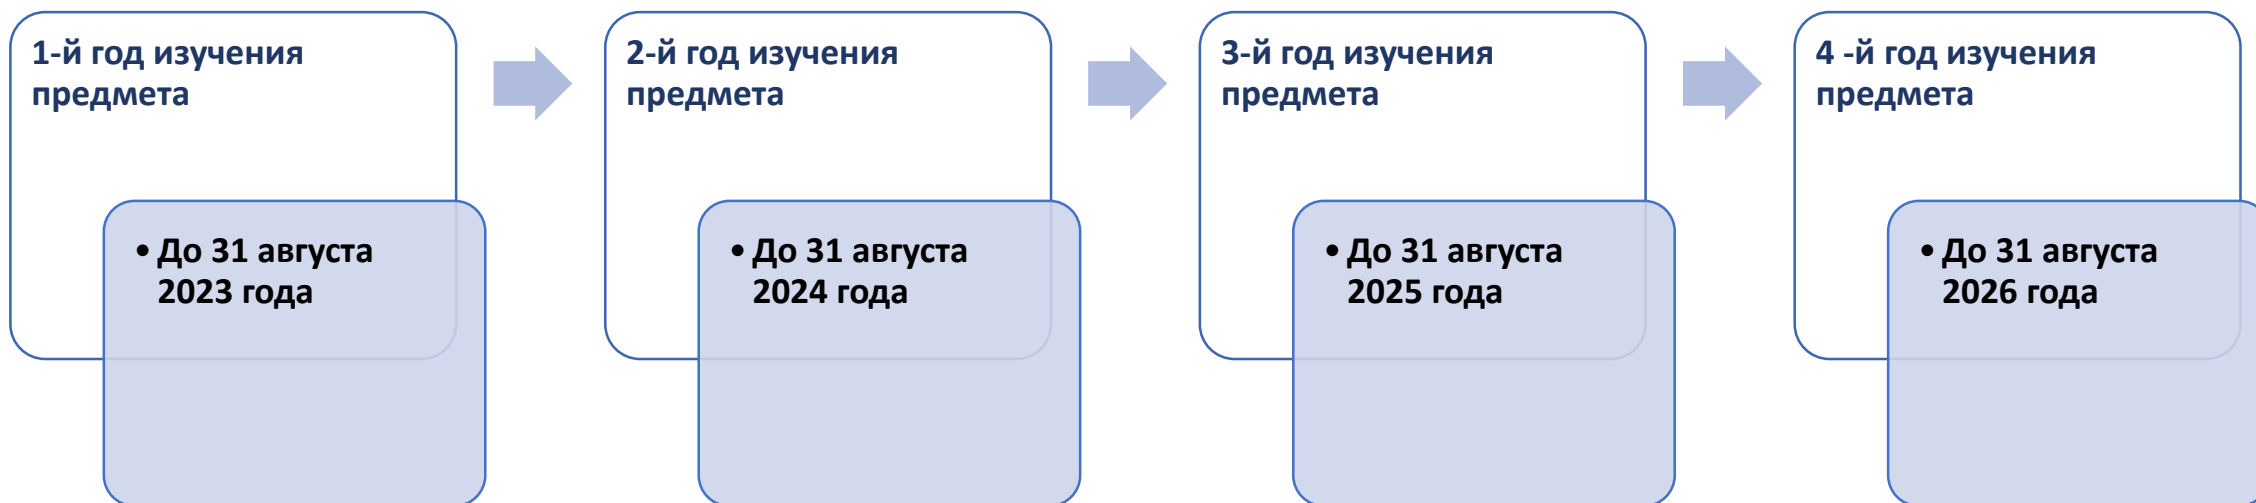 1-й год изучения
предмета
• До 31 августа
2023 года
2-й год изучения
предмета
• До 31 августа
2024 года
3-й год изучения
предмета
• До 31 августа
2025 года
4 -й год изучения
предмета
• До 31 августа
2026 года